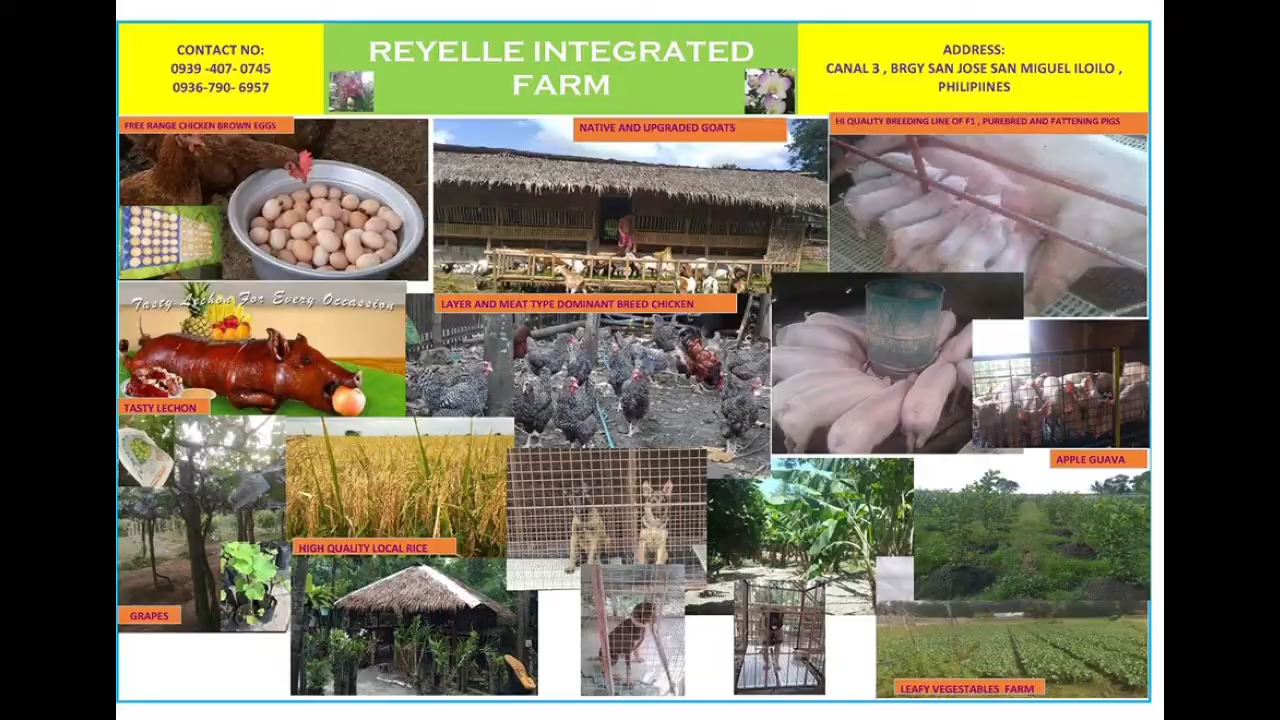 CONTACT NO:
0939 -407- 0745
0936-790- 6957
REYELLE INTEGRATED
FARM
ADDRESS:
CANAL 3 , BRGY SAN JOSE SAN MIGUEL ILOILO ,
PHILIPIINES
FREE RANGE CHICKEN BROWN EGGS
NATIVE AND UPGRADED GOATS
HI QUALITY BREEDING LINE OF F1 , PUREBRED AND FATTENING PIGS
Tasty Lechon For Every Occassion
LAYER AND MEAT TYPE DOMINANT BREED CHICKEN
TASTY LECHON
APPLE GUAVA
HIGH QUALITY LOCAL RICE
GRAPES
LEAFY VEGETABLES FARM